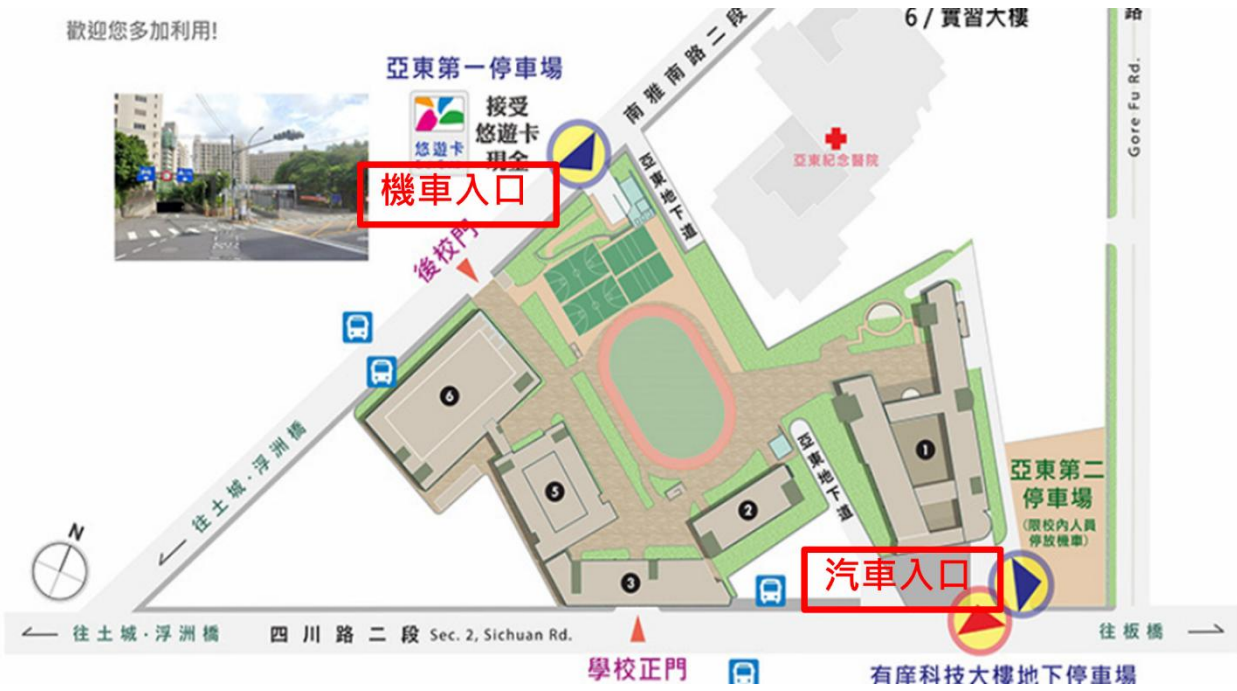 歡迎您多加利用!
6 / 實習大樓
路
Gore Fu Rd.
南雅南路二段
亞東第一停車場
接受
悠遊卡
現金
悠遊卡
機車入口
後校門
亞東地下道
亞東紀念醫院
6
5
3
2
1
亞東地下道
亞東第二
停車場
(限校內人員
停放機車)
汽車入口
N
← 往土城·浮洲橋
← 往土城·浮洲橋
四川路二段 Sec. 2, Sichuan Rd.
往板橋 →
學校正門
有庠科技大樓地下停車場